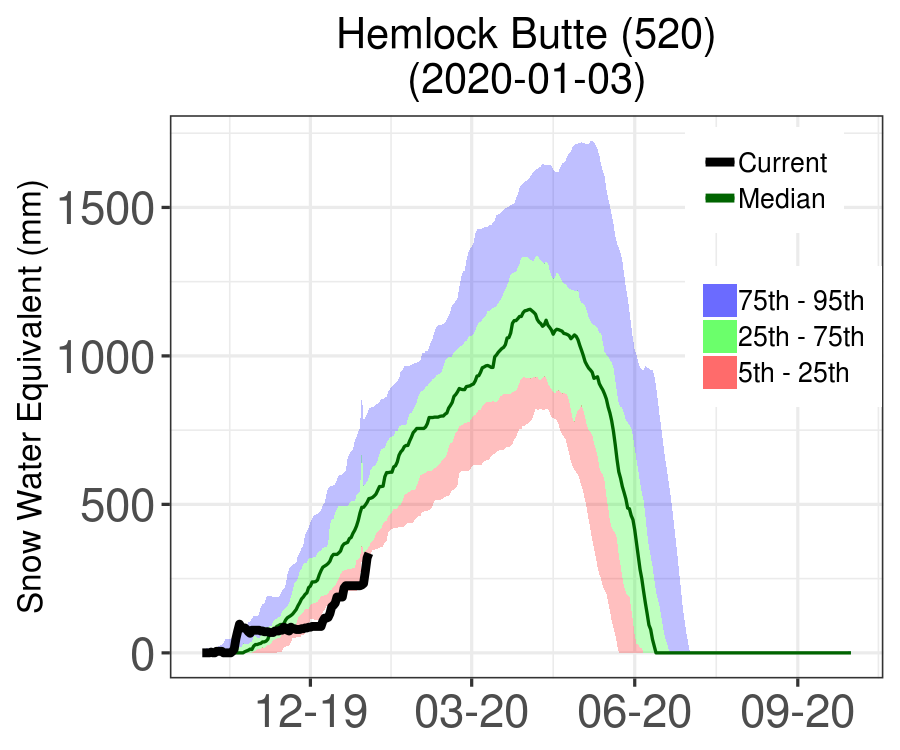 Hemlock Butte (520)
(2020-01-03)
Snow Water Equivalent (mm)
1500
1000
500
0
12-19
03-20
06-20
09-20
Current
Median
75th - 95th
25th - 75th
5th - 25th